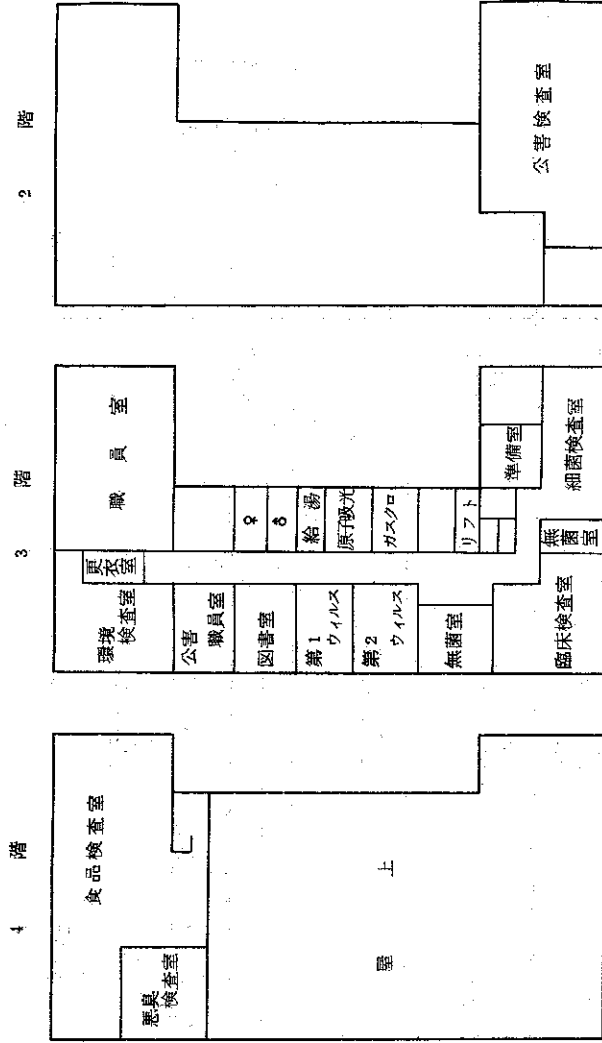 4 階
食品検査室
悪臭
検査室
屋 上
3 階
環境
検査室
更衣室
職員室
公害
職員室
図書室
♀
♂
第1
ウィルス
給湯
原子吸光
第2
ウィルス
ガスクロ
無菌室
リフト
準備室
臨床検査室
無菌室
細菌検査室
2 階
公害検査室